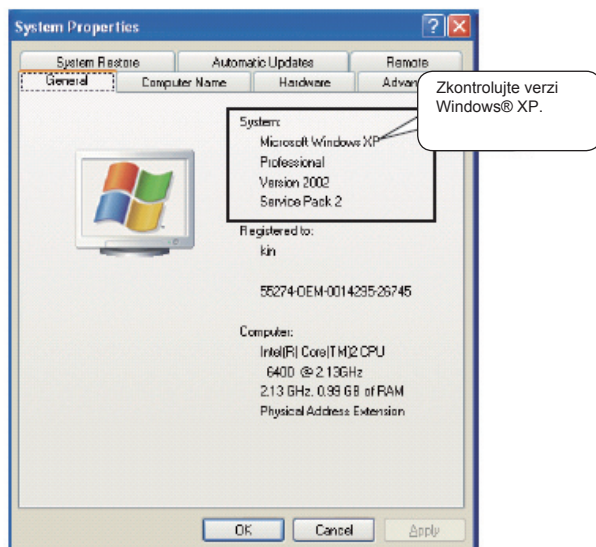 System Properties
System Restore Automatic Updates Remote
General Computer Name Hardware Advan
Zkontrolujte verzi
Windows® XP.
System:
Microsoft Windows XP
Professional
Version 2002
Service Pack 2
Registered to:
kin
55274-OEM-0014295-26745
Computer:
Intel(R) Core(TM)2 CPU
6400 @ 2.13GHz
2.13 GHz, 0.99 GB of RAM
Physical Address Extension
OK Cancel Apply